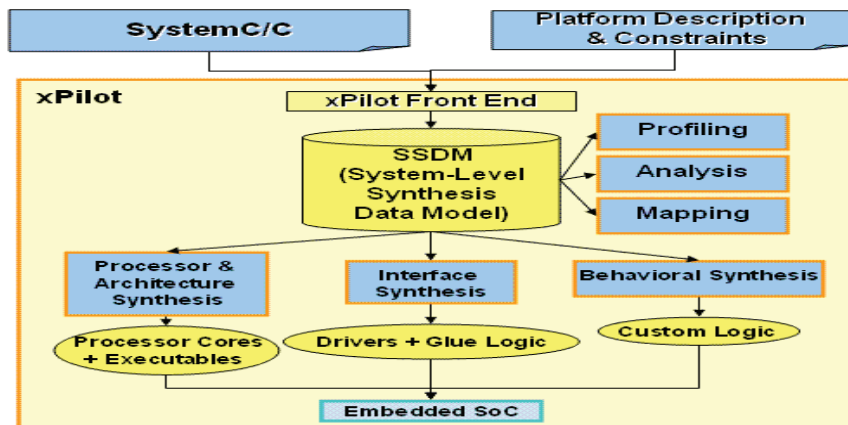 SystemC/C
Platform Description
& Constraints
xPilot
xPilot Front End
SSDM
(System-Level
Synthesis
Data Model)
Profiling
Analysis
Mapping
Processor &
Architecture
Synthesis
Interface
Synthesis
Behavioral Synthesis
Processor Cores
+ Executables
Drivers + Glue Logic
Custom Logic
Embedded SoC